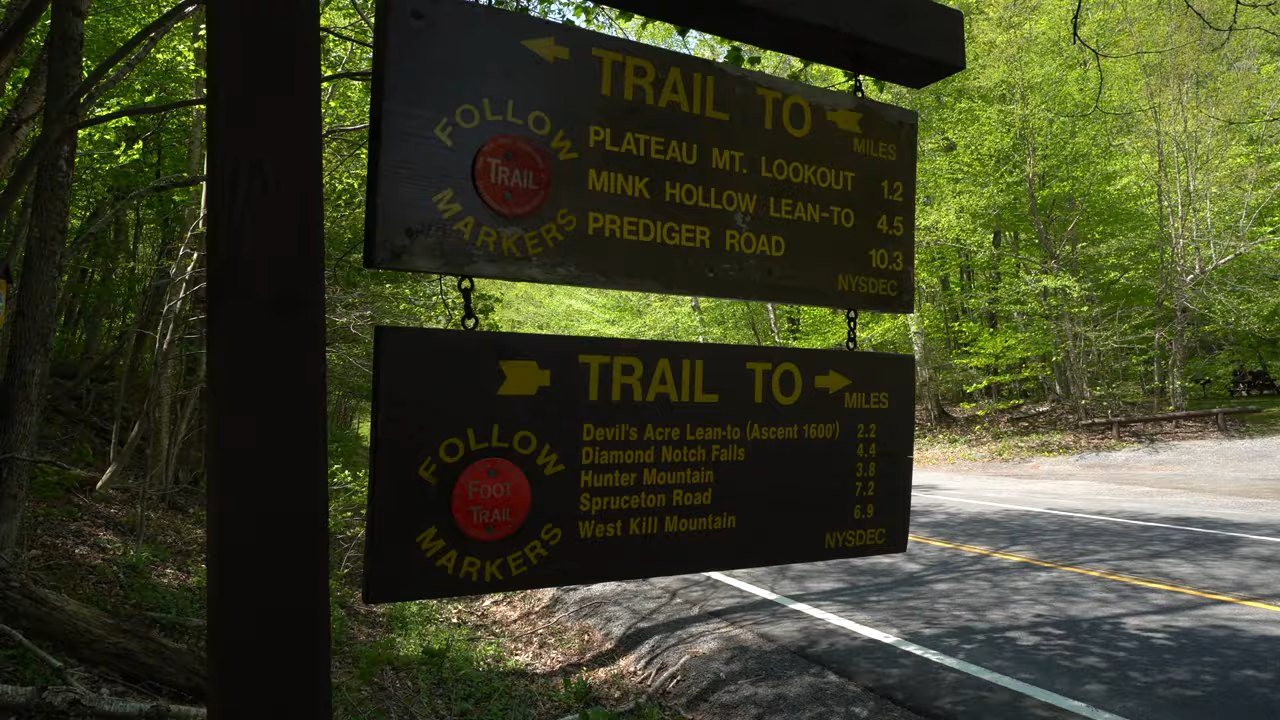 TRAIL TO
MILES
FOLLOW
TRAIL
MARKERS
PLATEAU MT. LOOKOUT 1.2
MINK HOLLOW LEAN-TO 4.5
PREDIGER ROAD 10.3
NYSDEC
TRAIL TO
MILES
FOLLOW
FOOT
TRAIL
MARKERS
Devil's Acre Lean-to (Ascent 1600') 2.2
Diamond Notch Falls 4.4
Hunter Mountain 3.8
Spruceton Road 7.2
West Kill Mountain 6.9
NYSDEC